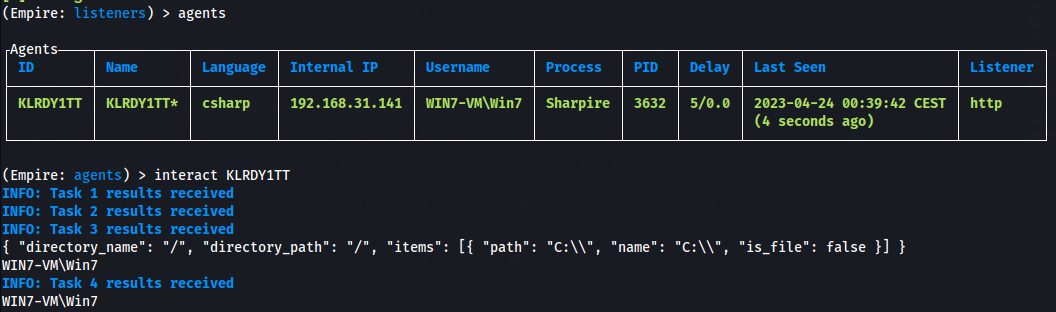 (Empire: listeners) > agents
Agents
ID Name Language Internal IP Username Process PID Delay Last Seen Listener
KLRDY1TT KLRDY1TT* csharp 192.168.31.141 WIN7-VM\Win7 Sharpire 3632 5/0.0 2023-04-24 00:39:42 CEST http
(4 seconds ago)
(Empire: agents) > interact KLRDY1TT
INFO: Task 1 results received
INFO: Task 2 results received
INFO: Task 3 results received
{ "directory_name": "/", "directory_path": "/", "items": [{ "path": "C:\\", "name": "C:\\", "is_file": false }] }
WIN7-VM\Win7
INFO: Task 4 results received
WIN7-VM\Win7